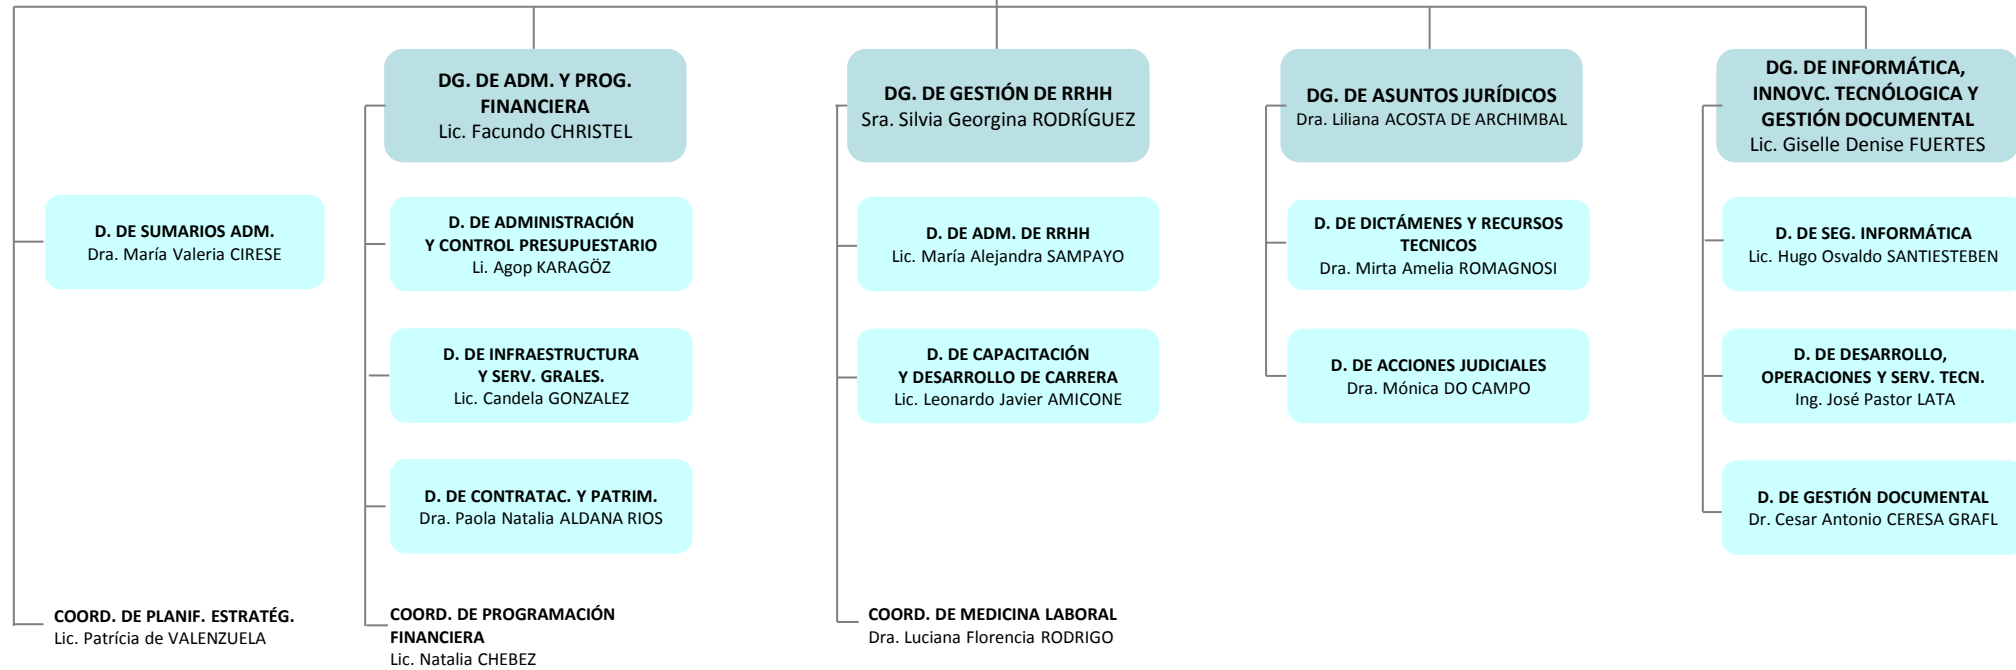 DG. DE ADM. Y PROG.
FINANCIERA
Lic. Facundo CHRISTEL
DG. DE GESTIÓN DE RRHH
Sra. Silvia Georgina RODRÍGUEZ
DG. DE ASUNTOS JURÍDICOS
Dra. Liliana ACOSTA DE ARCHIMBAL
DG. DE INFORMÁTICA,
INNOVC. TECNÓLOGICA Y
GESTIÓN DOCUMENTAL
Lic. Giselle Denise FUERTES
D. DE SUMARIOS ADM.
Dra. María Valeria CIRESE
D. DE ADMINISTRACIÓN
Y CONTROL PRESUPUESTARIO
Li. Agop KARAGÖZ
D. DE ADM. DE RRHH
Lic. María Alejandra SAMPAYO
D. DE DICTÁMENES Y RECURSOS
TECNICOS
Dra. Mirta Amelia ROMAGNOSI
D. DE SEG. INFORMÁTICA
Lic. Hugo Osvaldo SANTIESTEBEN
D. DE INFRAESTRUCTURA
Y SERV. GRALES.
Lic. Candela GONZALEZ
D. DE CAPACITACIÓN
Y DESARROLLO DE CARRERA
Lic. Leonardo Javier AMICONE
D. DE ACCIONES JUDICIALES
Dra. Mónica DO CAMPO
D. DE DESARROLLO,
OPERACIONES Y SERV. TECN.
Ing. José Pastor LATA
D. DE CONTRATAC. Y PATRIM.
Dra. Paola Natalia ALDANA RIOS
D. DE GESTIÓN DOCUMENTAL
Dr. Cesar Antonio CERESA GRAFL
COORD. DE PLANIF. ESTRATÉG.
Lic. Patrícia de VALENZUELA
COORD. DE PROGRAMACIÓN
FINANCIERA
Lic. Natalia CHEBEZ
COORD. DE MEDICINA LABORAL
Dra. Luciana Florencia RODRIGO